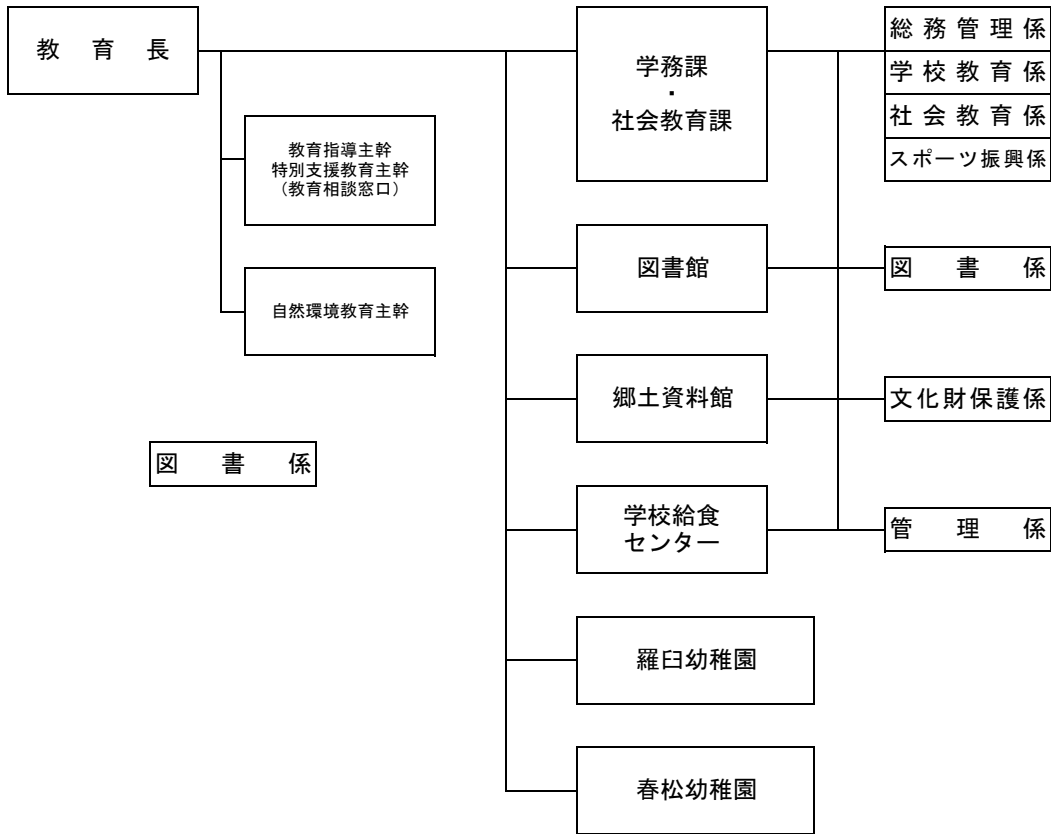 教育長
教育指導主幹
特別支援教育主幹
（教育相談窓口）
自然環境教育主幹
図書係
学務課
・
社会教育課
図書館
郷土資料館
学校給食
センター
羅臼幼稚園
春松幼稚園
総務管理係
学校教育係
社会教育係
スポーツ振興係
図書係
文化財保護係
管理係